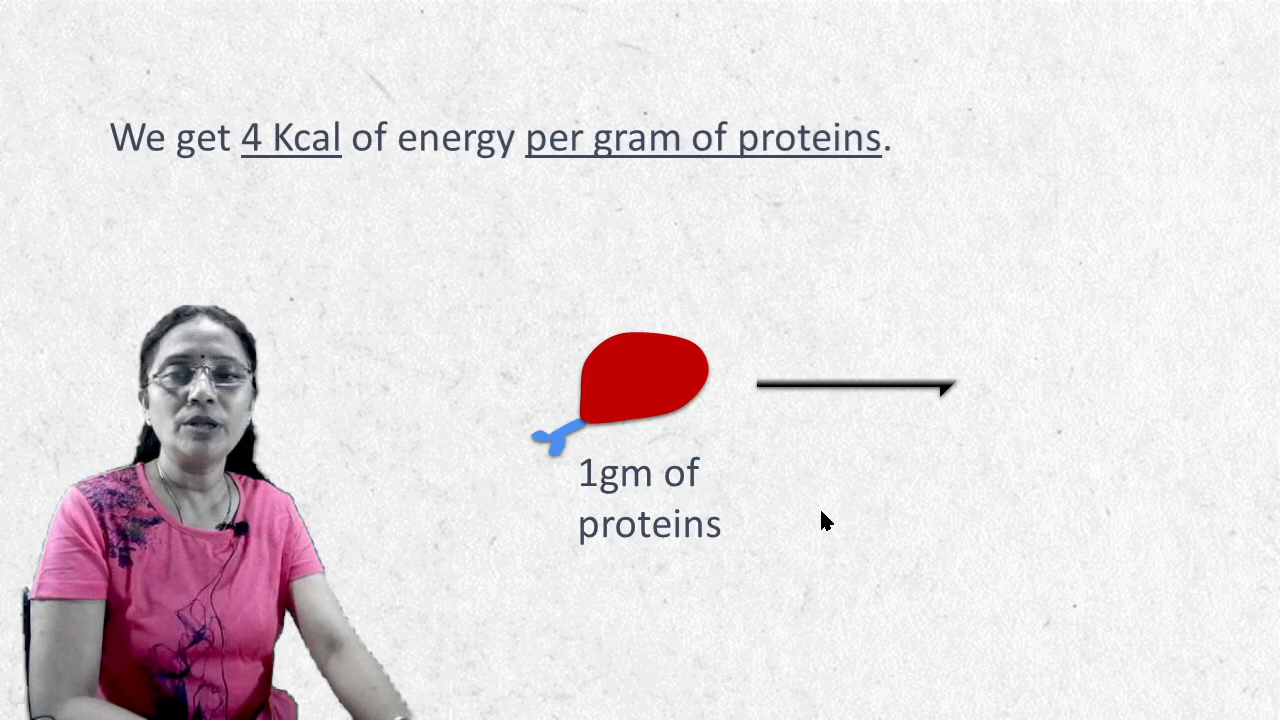 We get 4 Kcal of energy per gram of proteins.
1gm of
proteins